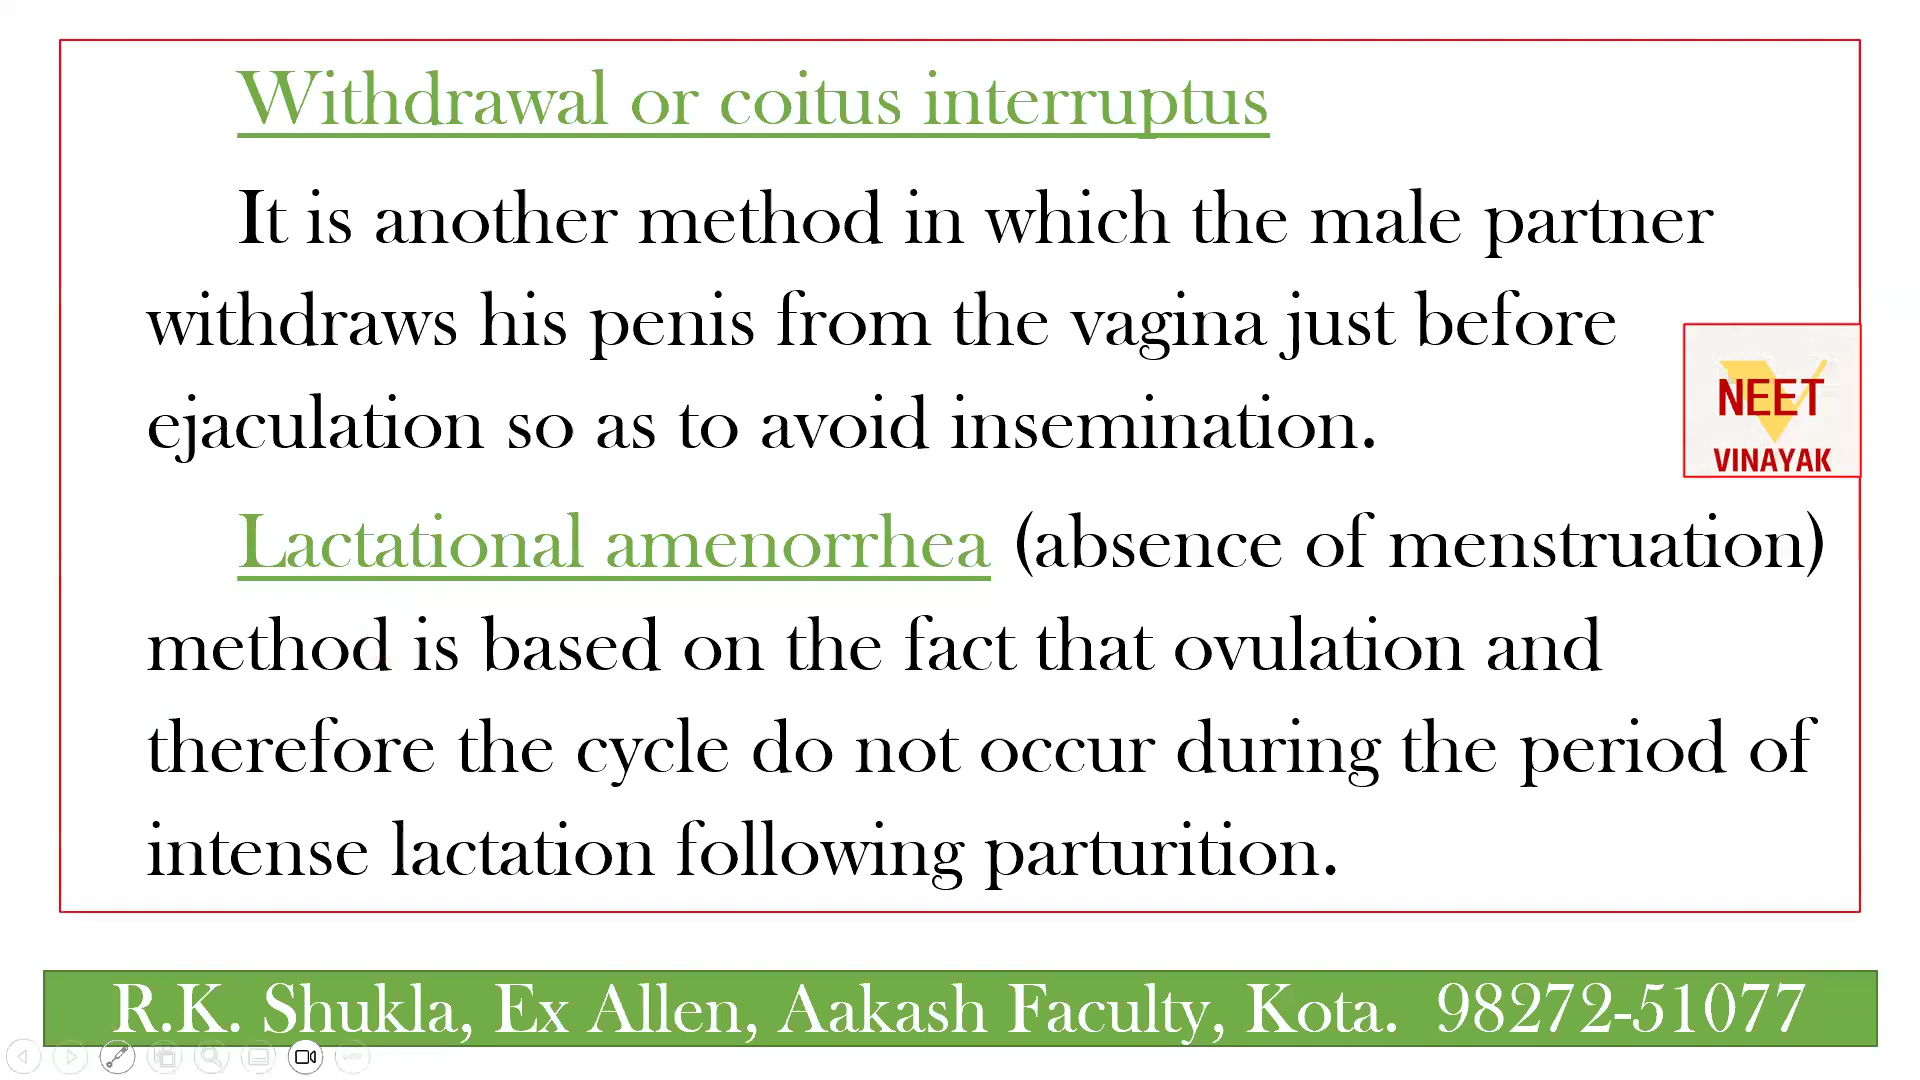 Withdrawal or coitus interruptus
It is another method in which the male partner
withdraws his penis from the vagina just before
ejaculation so as to avoid insemination.
NEET
VINAYAK
Lactational amenorrhea (absence of menstruation)
method is based on the fact that ovulation and
therefore the cycle do not occur during the period of
intense lactation following parturition.
R.K. Shukla, Ex Allen, Aakash Faculty, Kota. 98272-51077